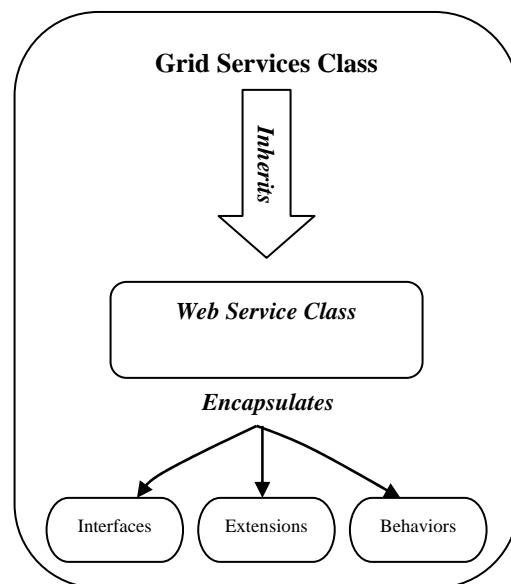 Grid Services Class
Inherits
Web Service Class
Encapsulates
Interfaces
Extensions
Behaviors